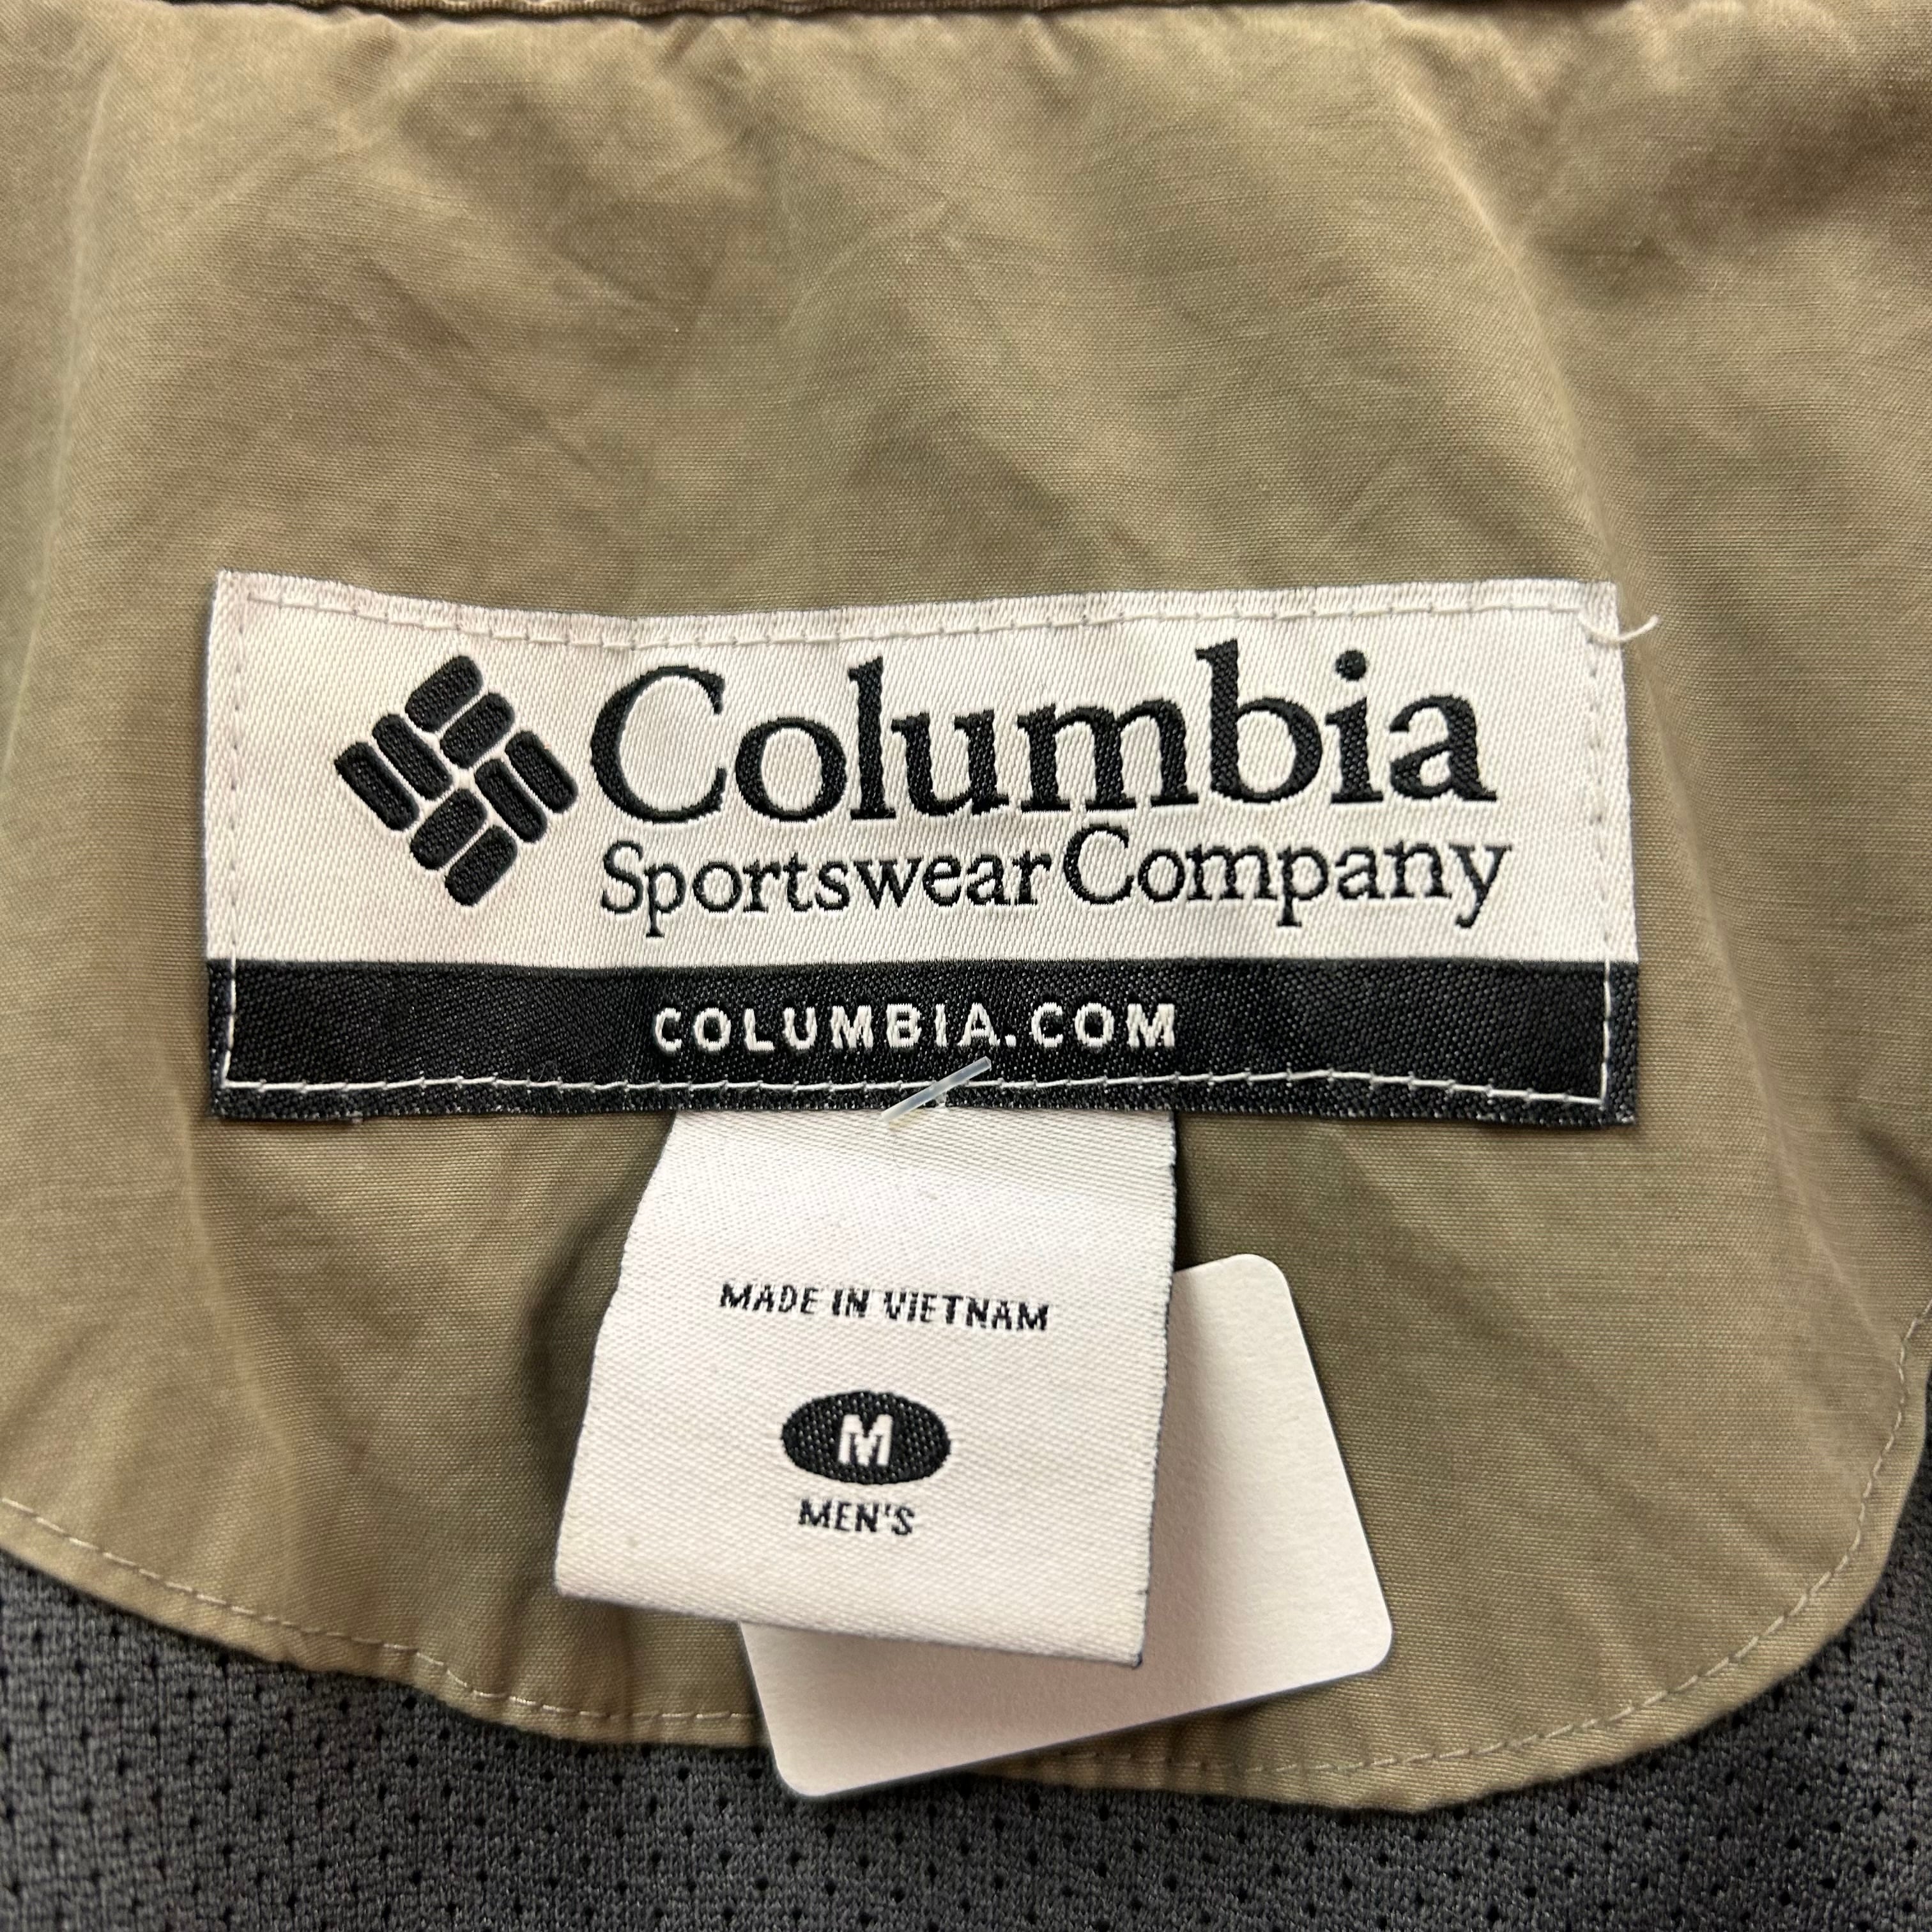 Columbia
Sportswear Company
COLUMBIA.COM
MADE IN VIETNAM
M
MEN'S